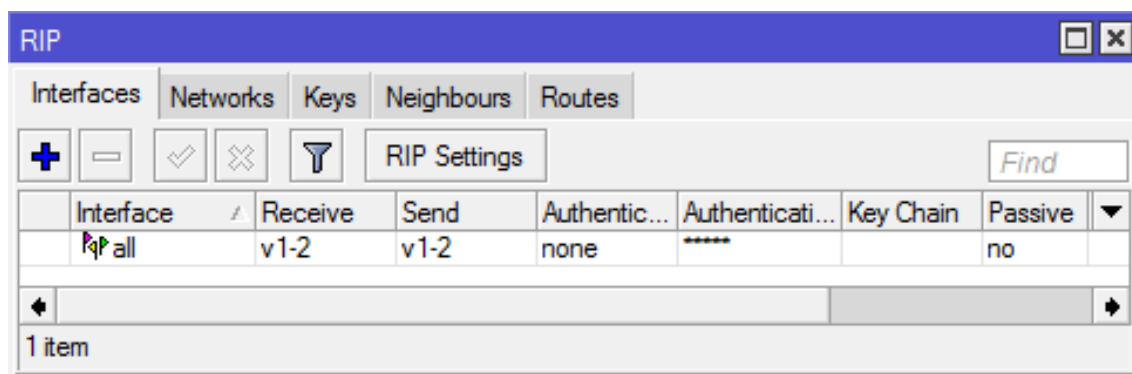 RIP
Interfaces Networks Keys Neighbours Routes
RIP Settings Find
Interface Receive Send Authentic... Authenticati... Key Chain Passive
all v1-2 v1-2 none ***** no
1 item